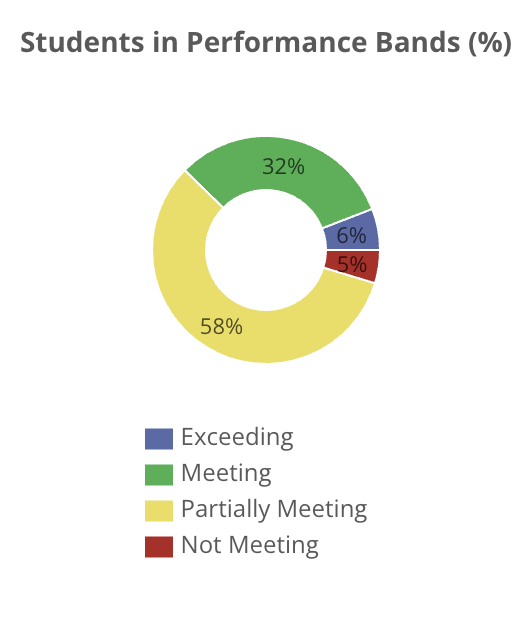 Students in Performance Bands (%)
32%
6%
5%
58%
Exceeding
Meeting
Partially Meeting
Not Meeting